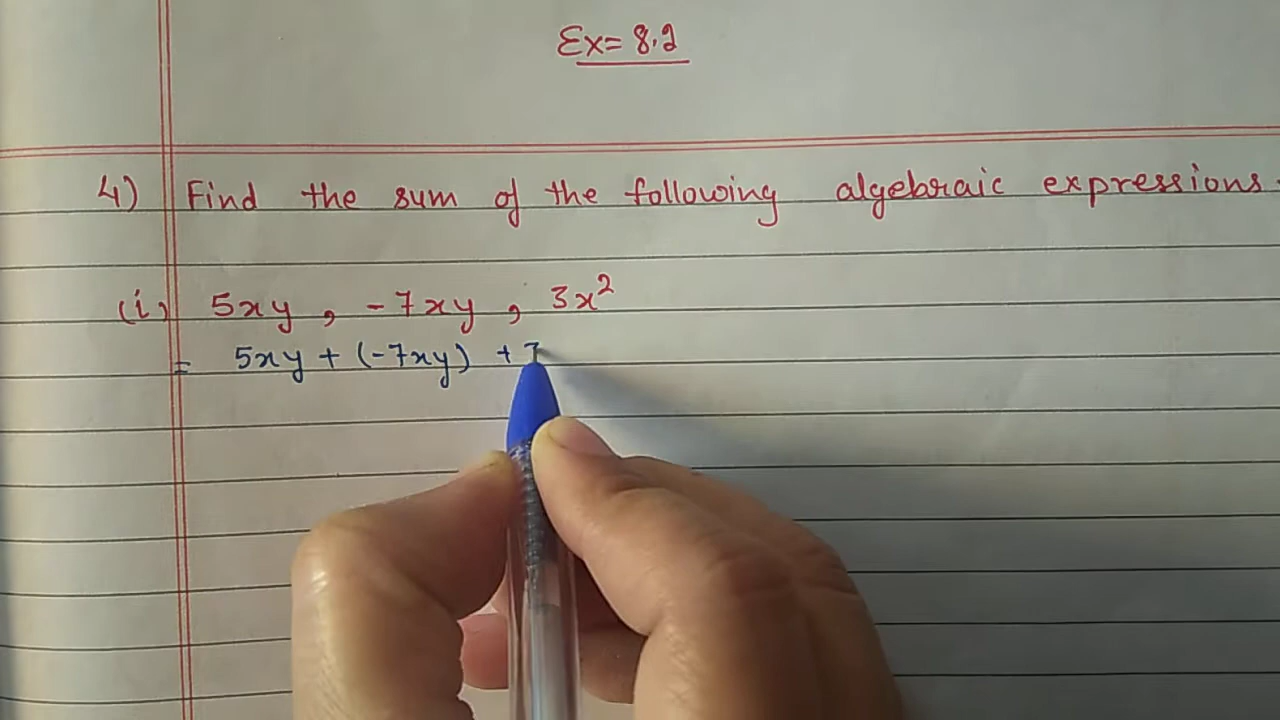 Ex= 8.2
4) Find the sum of the following algebraic expressions.
(i) 5xy , -7xy , 3x²
= 5xy + (-7xy) +